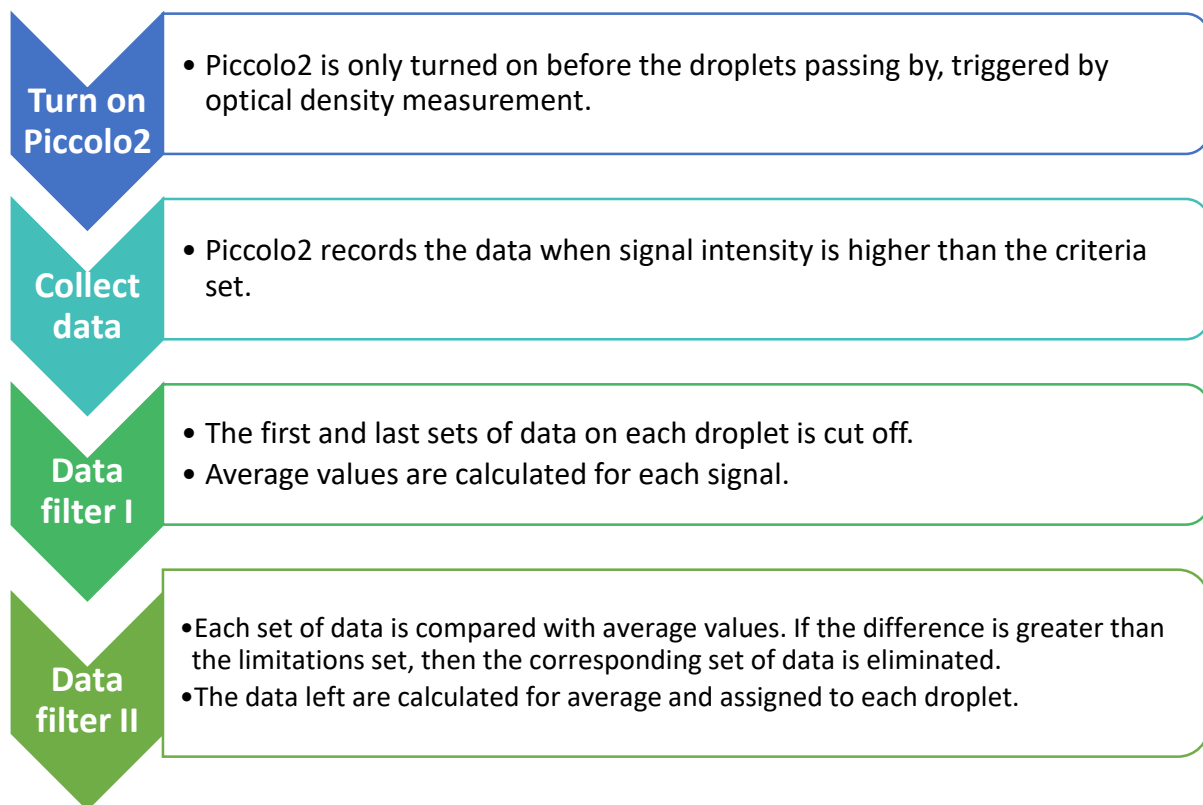 Turn on
Piccolo2
• Piccolo2 is only turned on before the droplets passing by, triggered by
optical density measurement.
Collect
data
• Piccolo2 records the data when signal intensity is higher than the criteria
set.
Data
filter I
• The first and last sets of data on each droplet is cut off.
• Average values are calculated for each signal.
Data
filter II
•Each set of data is compared with average values. If the difference is greater than
the limitations set, then the corresponding set of data is eliminated.
•The data left are calculated for average and assigned to each droplet.